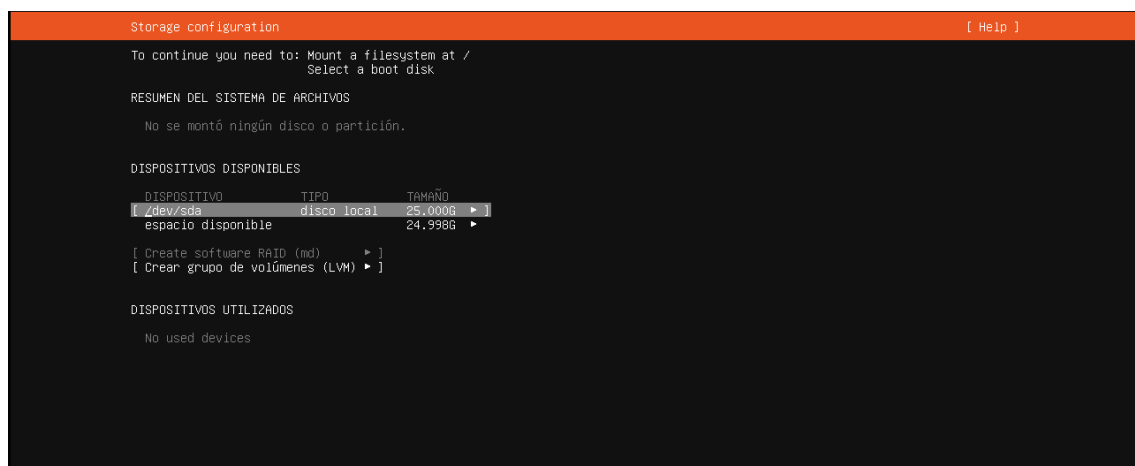 Storage configuration [ Help ]
To continue you need to: Mount a filesystem at /
Select a boot disk
RESUMEN DEL SISTEMA DE ARCHIVOS
No se montó ningún disco o partición.
DISPOSITIVOS DISPONIBLES
DISPOSITIVO TIPO TAMAÑO
[ /dev/sda disco local 25.000G ► ]
espacio disponible 24.998G ►
[ Create software RAID (md) ► ]
[ Crear grupo de volúmenes (LVM) ► ]
DISPOSITIVOS UTILIZADOS
No used devices